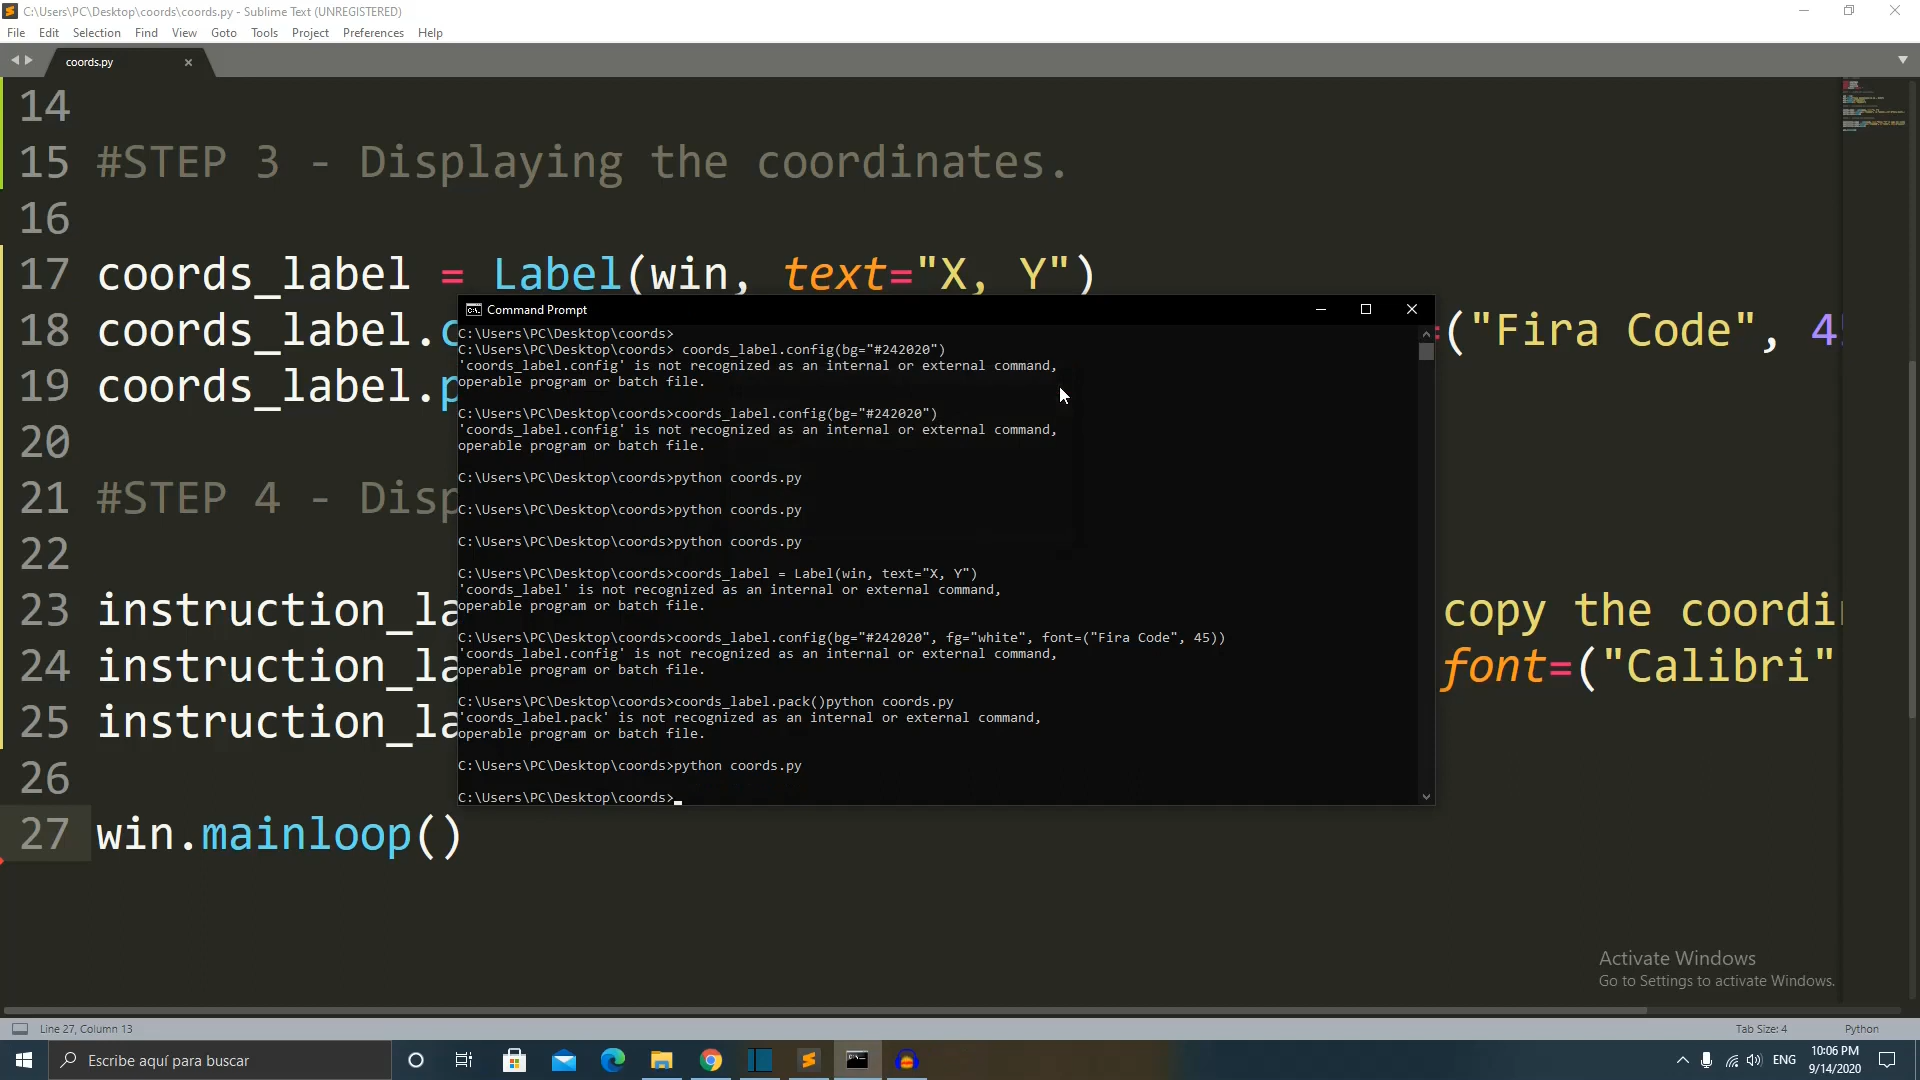 C:\Users\PC\Desktop\coords\coords.py - Sublime Text (UNREGISTERED)
File Edit Selection Find View Goto Tools Project Preferences Help
coords.py
14
15 #STEP 3 - Displaying the coordinates.
16
17 coords_label = Label(win, text="X, Y")
18 coords_label.c
=("Fira Code", 4
19 coords_label.p
20
21 #STEP 4 - Disp
22
23 instruction_la
copy the coordi
24 instruction_la
font=("Calibri"
25 instruction_la
26
27 win.mainloop()
Command Prompt
C:\Users\PC\Desktop\coords>
C:\Users\PC\Desktop\coords> coords_label.config(bg="#242020")
'coords_label.config' is not recognized as an internal or external command,
operable program or batch file.
C:\Users\PC\Desktop\coords>coords_label.config(bg="#242020")
'coords_label.config' is not recognized as an internal or external command,
operable program or batch file.
C:\Users\PC\Desktop\coords>python coords.py
C:\Users\PC\Desktop\coords>python coords.py
C:\Users\PC\Desktop\coords>python coords.py
C:\Users\PC\Desktop\coords>coords_label = Label(win, text="X, Y")
'coords_label' is not recognized as an internal or external command,
operable program or batch file.
C:\Users\PC\Desktop\coords>coords_label.config(bg="#242020", fg="white", font=("Fira Code", 45))
'coords_label.config' is not recognized as an internal or external command,
operable program or batch file.
C:\Users\PC\Desktop\coords>coords_label.pack()python coords.py
'coords_label.pack' is not recognized as an internal or external command,
operable program or batch file.
C:\Users\PC\Desktop\coords>python coords.py
C:\Users\PC\Desktop\coords>
Activate Windows
Go to Settings to activate Windows.
Line 27, Column 13
Tab Size: 4
Python
Escribe aquí para buscar
ENG
10:06 PM
9/14/2020